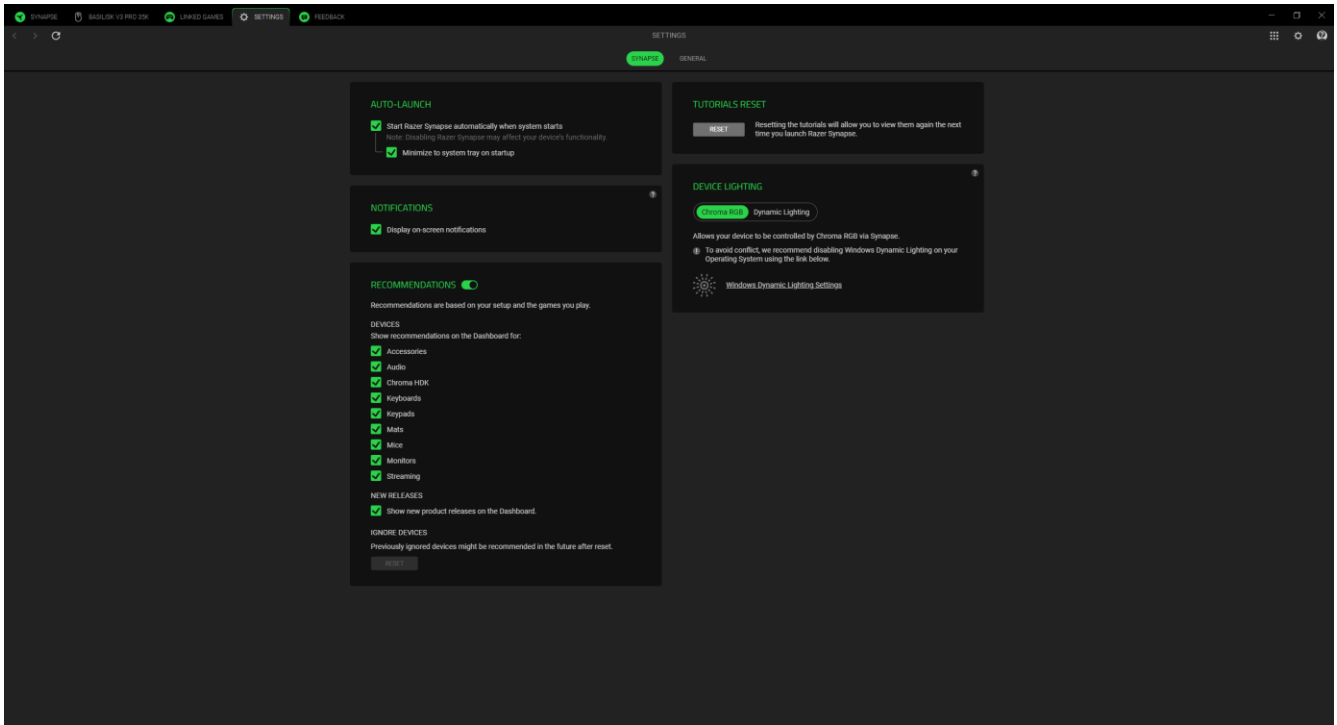 SYNAPSE
BASILISK V3 PRO 35K
LINKED GAMES
SETTINGS
FEEDBACK
SETTINGS
SYNAPSE
GENERAL
AUTO-LAUNCH
Start Razer Synapse automatically when system starts
Note: Disabling Razer Synapse may affect your device's functionality.
Minimize to system tray on startup
NOTIFICATIONS
Display on-screen notifications
RECOMMENDATIONS
Recommendations are based on your setup and the games you play.
DEVICES
Show recommendations on the Dashboard for:
Accessories
Audio
Chroma HDK
Keyboards
Keypads
Mats
Mice
Monitors
Streaming
NEW RELEASES
Show new product releases on the Dashboard.
IGNORE DEVICES
Previously ignored devices might be recommended in the future after reset.
RESET
TUTORIALS RESET
RESET
Resetting the tutorials will allow you to view them again the next
time you launch Razer Synapse.
DEVICE LIGHTING
Chroma RGB
Dynamic Lighting
Allows your device to be controlled by Chroma RGB via Synapse.
To avoid conflict, we recommend disabling Windows Dynamic Lighting on your
Operating System using the link below.
Windows Dynamic Lighting Settings